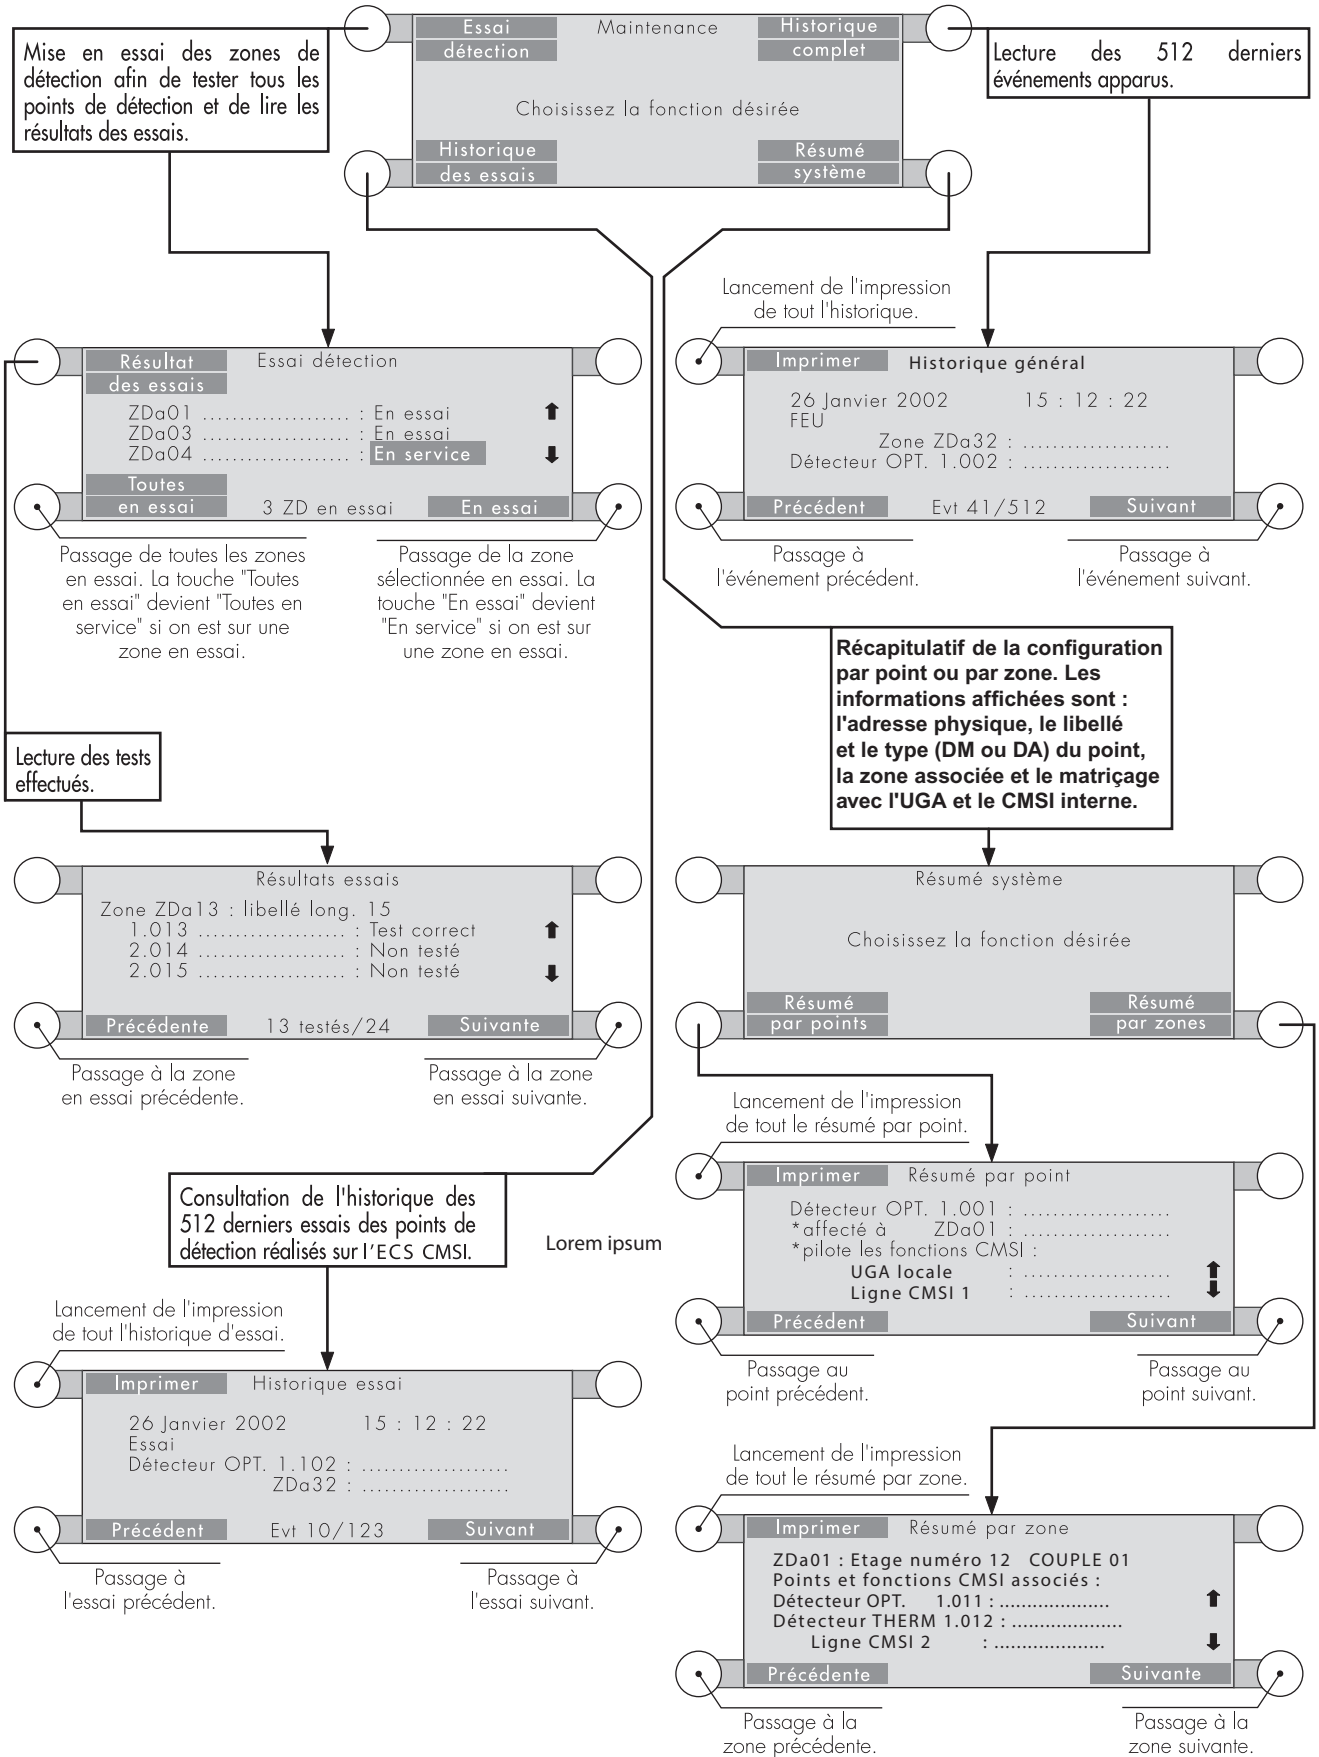 Essai
détection
Maintenance
Historique
complet
Choisissez la fonction désirée
Historique
des essais
Résumé
système
Mise en essai des zones de
détection afin de tester tous les
points de détection et de lire les
résultats des essais.
Lecture des 512 derniers
événements apparus.
Résultat
des essais
Essai détection
ZDa01 .................... : En essai
ZDa03 .................... : En essai
ZDa04 .................... : En service
Toutes
en essai
3 ZD en essai
En essai
Passage de toutes les zones
en essai. La touche "Toutes
en essai" devient "Toutes en
service" si on est sur une
zone en essai.
Passage de la zone
sélectionnée en essai. La
touche "En essai" devient
"En service" si on est sur
une zone en essai.
Lancement de l'impression
de tout l'historique.
Imprimer
Historique général
26 Janvier 2002 15 : 12 : 22
FEU
Zone ZDa32 : ....................
Détecteur OPT. 1.002 : ....................
Précédent
Evt 41/512
Suivant
Passage à
l'événement précédent.
Passage à
l'événement suivant.
Récapitulatif de la configuration
par point ou par zone. Les
informations affichées sont :
l'adresse physique, le libellé
et le type (DM ou DA) du point,
la zone associée et le matriçage
avec l'UGA et le CMSI interne.
Lecture des tests
effectués.
Résultats essais
Zone ZDa13 : libellé long. 15
1.013 .................... : Test correct
2.014 .................... : Non testé
2.015 .................... : Non testé
Précédente
13 testés/24
Suivante
Passage à la zone
en essai précédente.
Passage à la zone
en essai suivante.
Résumé système
Choisissez la fonction désirée
Résumé
par points
Résumé
par zones
Lancement de l'impression
de tout le résumé par point.
Imprimer
Résumé par point
Détecteur OPT. 1.001 : ....................
*affecté à ZDa01 : ....................
*pilote les fonctions CMSI :
UGA locale : ....................
Ligne CMSI 1 : ....................
Précédent
Suivant
Passage au
point précédent.
Passage au
point suivant.
Consultation de l'historique des
512 derniers essais des points de
détection réalisés sur l'ECS CMSI.
Lorem ipsum
Lancement de l'impression
de tout l'historique d'essai.
Imprimer
Historique essai
26 Janvier 2002 15 : 12 : 22
Essai
Détecteur OPT. 1.102 : ....................
ZDa32 : ....................
Précédent
Evt 10/123
Suivant
Passage à
l'essai précédent.
Passage à
l'essai suivant.
Lancement de l'impression
de tout le résumé par zone.
Imprimer
Résumé par zone
ZDa01 : Etage numéro 12 COUPLE 01
Points et fonctions CMSI associés :
Détecteur OPT. 1.011 : ....................
Détecteur THERM 1.012 : ....................
Ligne CMSI 2 : ....................
Précédente
Suivante
Passage à la
zone précédente.
Passage à la
zone suivante.